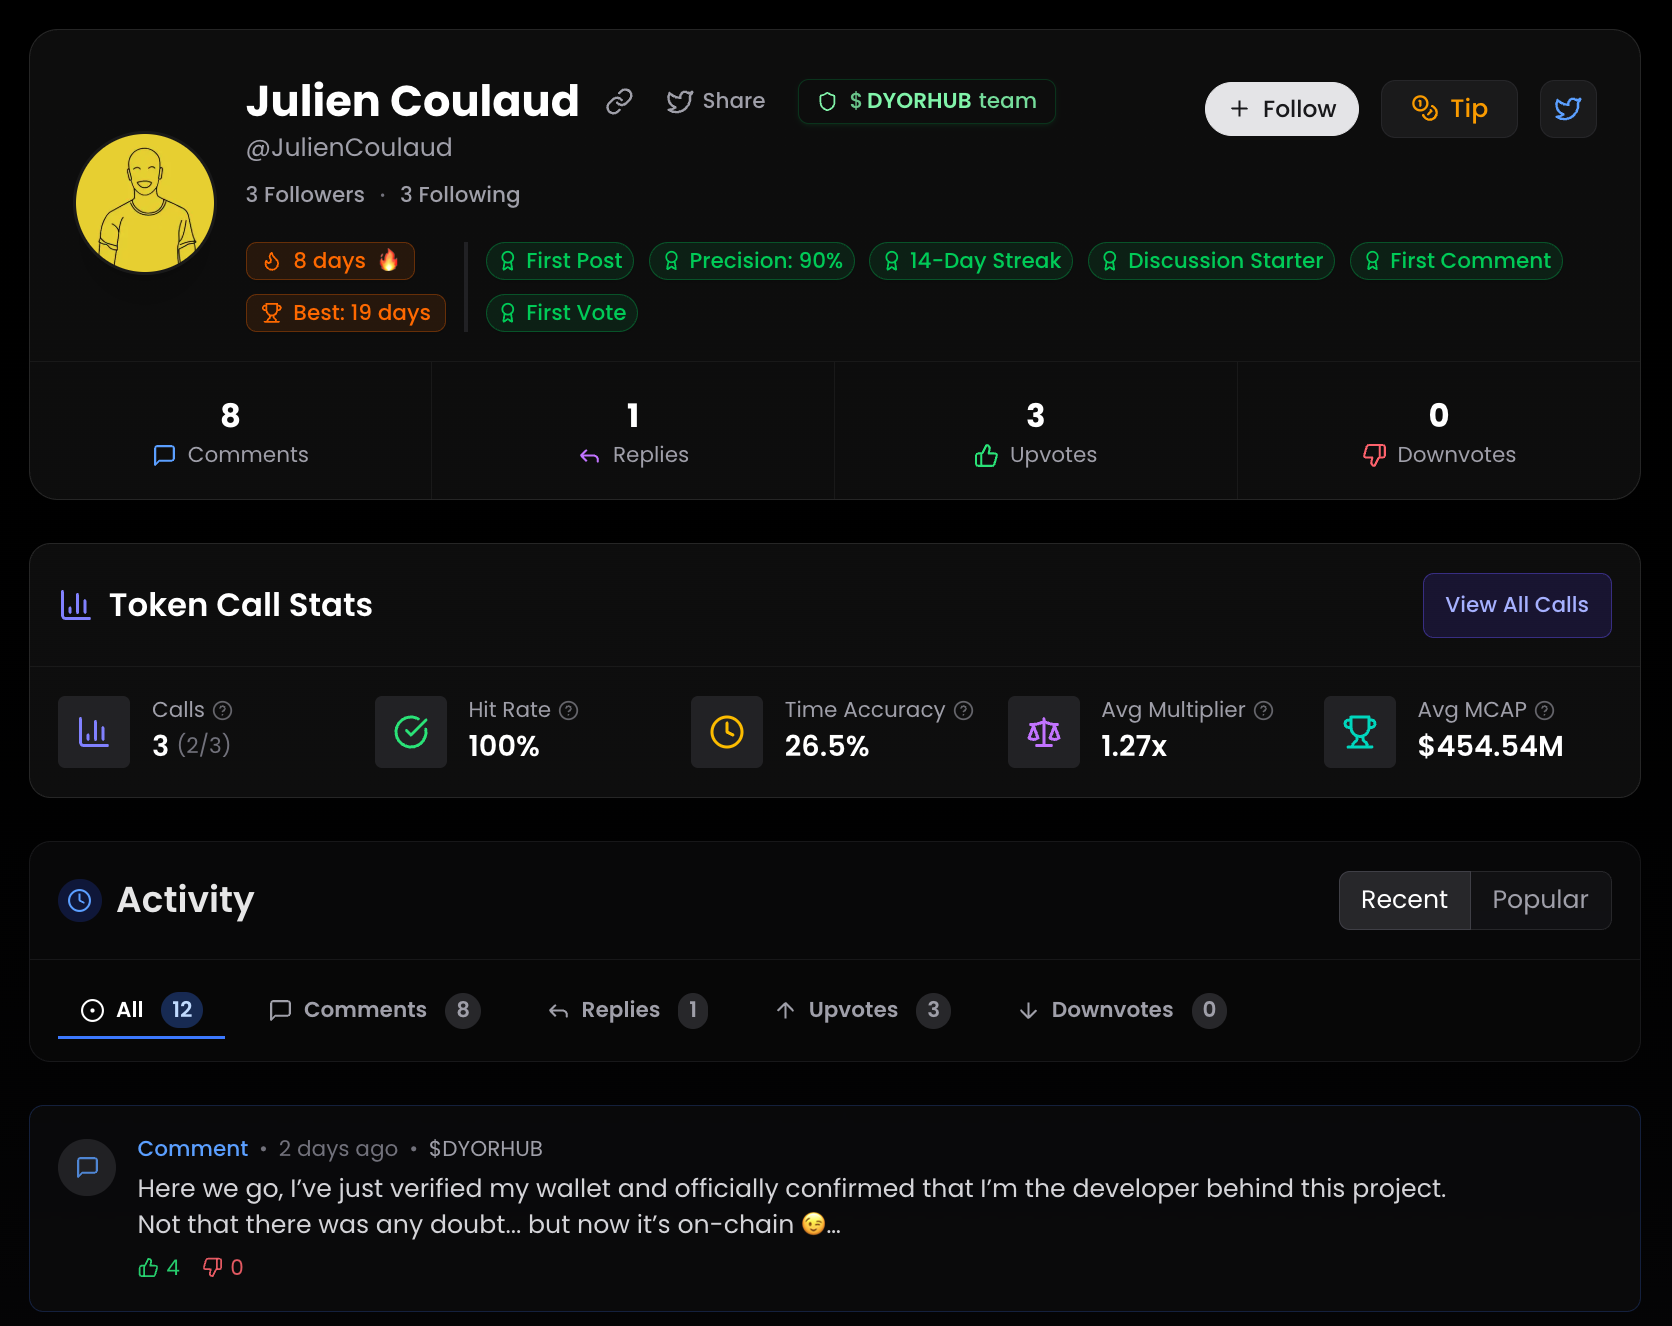 Julien Coulaud Share $DYORHUB team + Follow Tip
@JulienCoulaud
3 Followers · 3 Following
8 days 🔥 First Post Precision: 90% 14-Day Streak Discussion Starter First Comment
Best: 19 days First Vote
8 1 3 0
Comments Replies Upvotes Downvotes
Token Call Stats View All Calls
Calls Hit Rate Time Accuracy Avg Multiplier Avg MCAP
3 (2/3) 100% 26.5% 1.27x $454.54M
Activity Recent Popular
All 12 Comments 8 Replies 1 Upvotes 3 Downvotes 0
Comment • 2 days ago • $DYORHUB
Here we go, I’ve just verified my wallet and officially confirmed that I’m the developer behind this project.
Not that there was any doubt... but now it’s on-chain 😉...
4 0